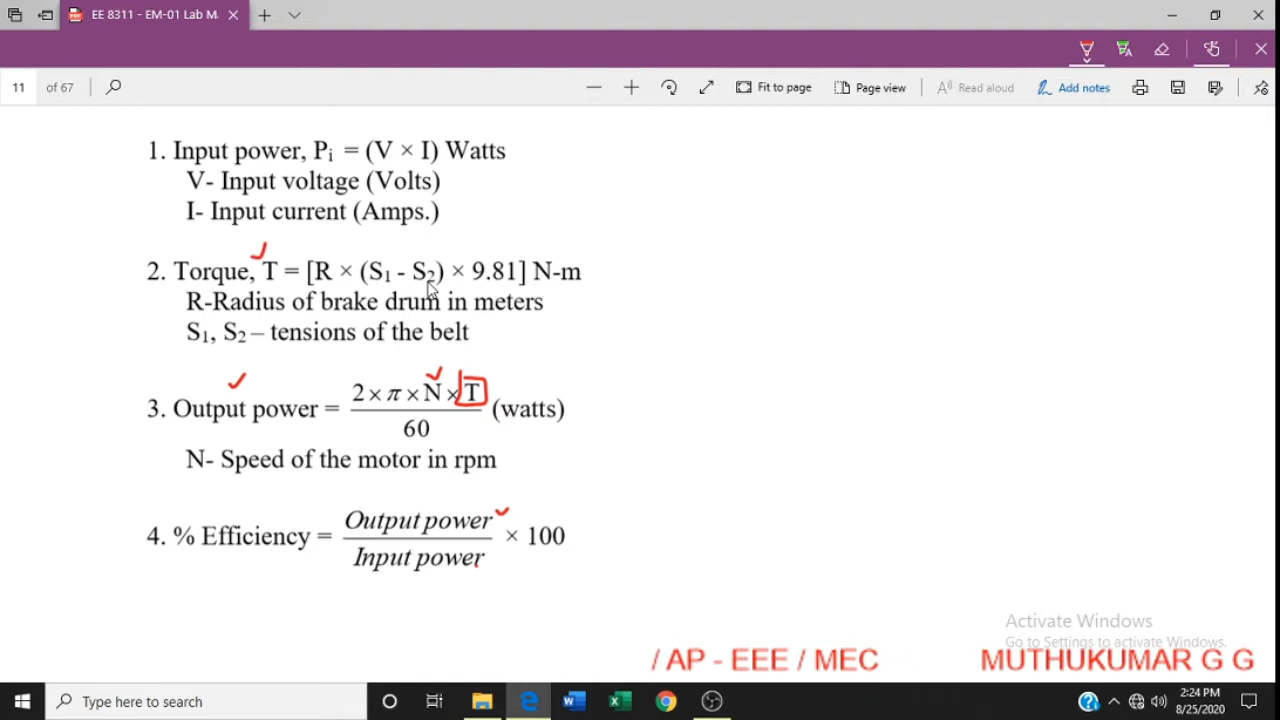 EE 8311 - EM-01 Lab M
11 of 67
Fit to page
Page view
Read aloud
Add notes
1. Input power, Pi = (V × I) Watts
V- Input voltage (Volts)
I- Input current (Amps.)
2. Torque, T = [R × (S1 - S2) × 9.81] N-m
R-Radius of brake drum in meters
S1, S2 – tensions of the belt
3. Output power = 2 × π × N × T / 60 (watts)
N- Speed of the motor in rpm
4. % Efficiency = Output power / Input power × 100
Activate Windows
Go to Settings to activate Windows.
/ AP - EEE / MEC
MUTHUKUMAR G G
Type here to search
2:24 PM
8/25/2020